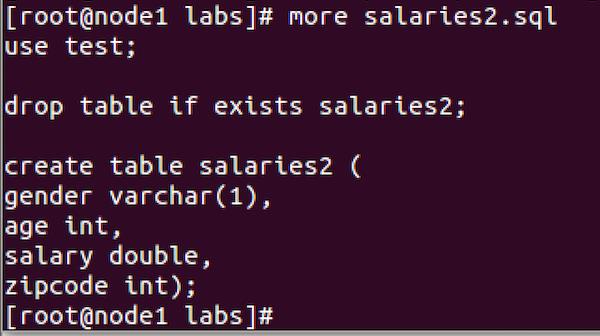 [root@node1 labs]# more salaries2.sql
use test;
drop table if exists salaries2;
create table salaries2 (
gender varchar(1),
age int,
salary double,
zipcode int);
[root@node1 labs]#